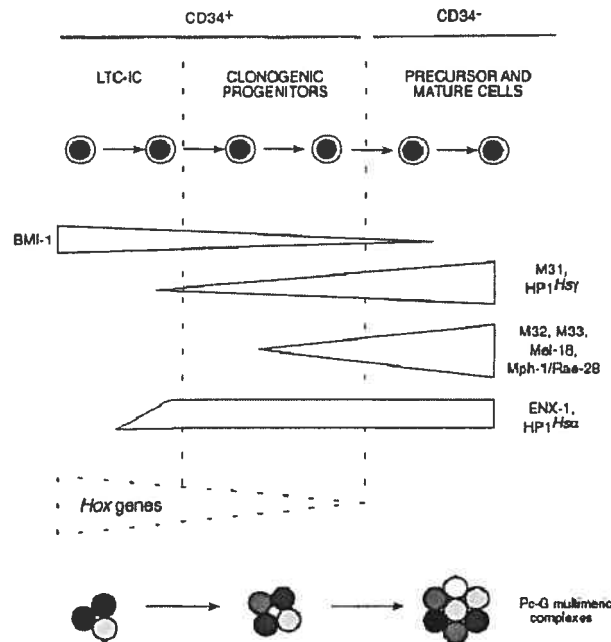 CD34+
CD34-
LTC-IC
CLONOGENIC
PROGENITORS
PRECURSOR AND
MATURE CELLS
BMI-1
M31,
HP1Hsγ
M32, M33,
Mel-18,
Mph-1/Rae-28
ENX-1,
HP1Hsα
Hox genes
Pc-G multimeric
complexes